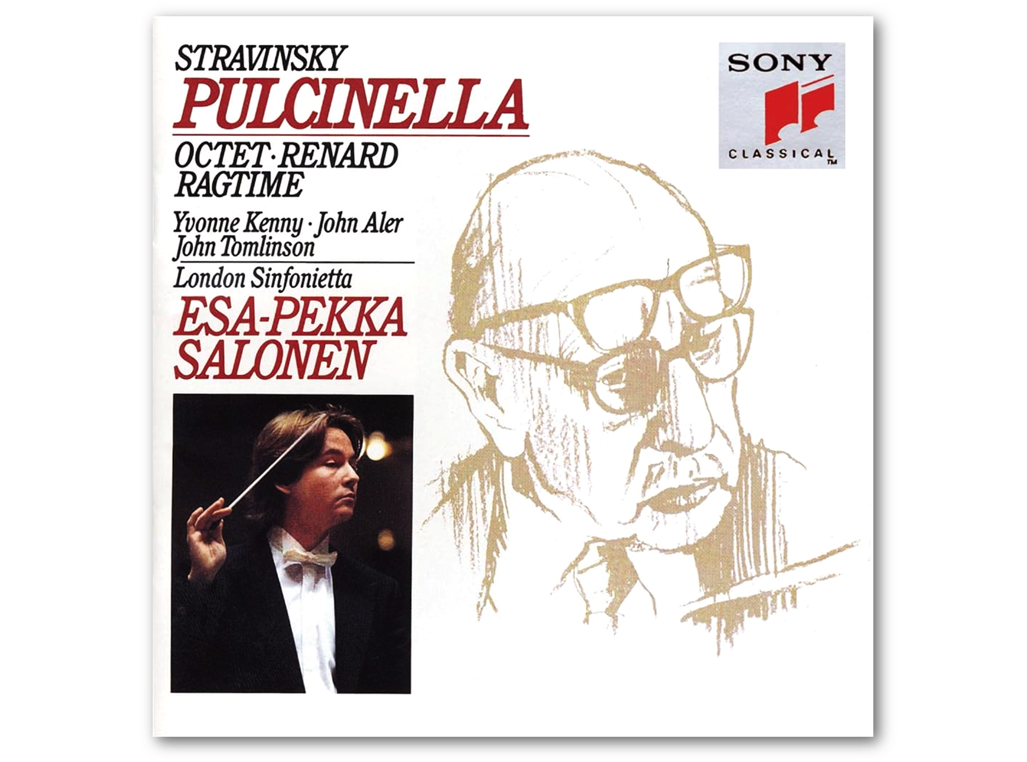 STRAVINSKY
PULCINELLA
OCTET·RENARD
RAGTIME
Yvonne Kenny·John Aler
John Tomlinson
London Sinfonietta
ESA-PEKKA
SALONEN
SONY
CLASSICAL
TM